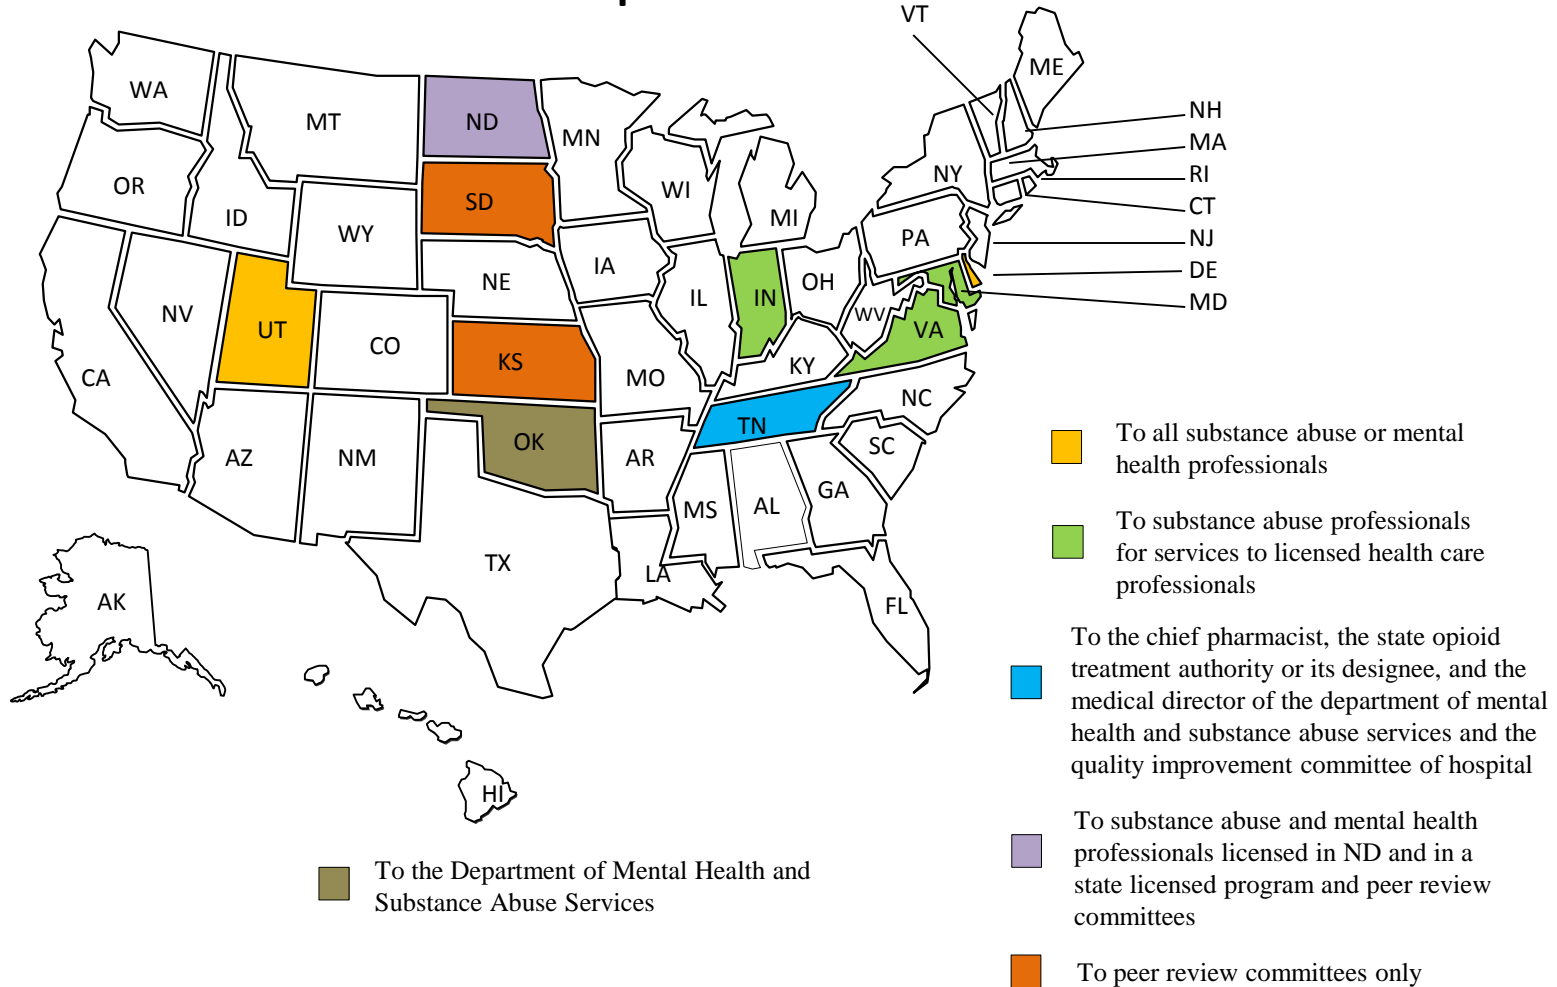 VT
ME
WA
MT
ND
MN
NH
MA
RI
CT
NJ
DE
MD
OR
ID
WY
SD
WI
MI
NY
PA
NE
IA
IL
IN
OH
WV
VA
NV
UT
CO
KS
MO
KY
CA
NC
TN
AZ
NM
OK
AR
SC
MS
AL
GA
TX
LA
FL
AK
HI
To all substance abuse or mental
health professionals
To substance abuse professionals
for services to licensed health care
professionals
To the chief pharmacist, the state opioid
treatment authority or its designee, and the
medical director of the department of mental
health and substance abuse services and the
quality improvement committee of hospital
To substance abuse and mental health
professionals licensed in ND and in a
state licensed program and peer review
committees
To the Department of Mental Health and
Substance Abuse Services
To peer review committees only